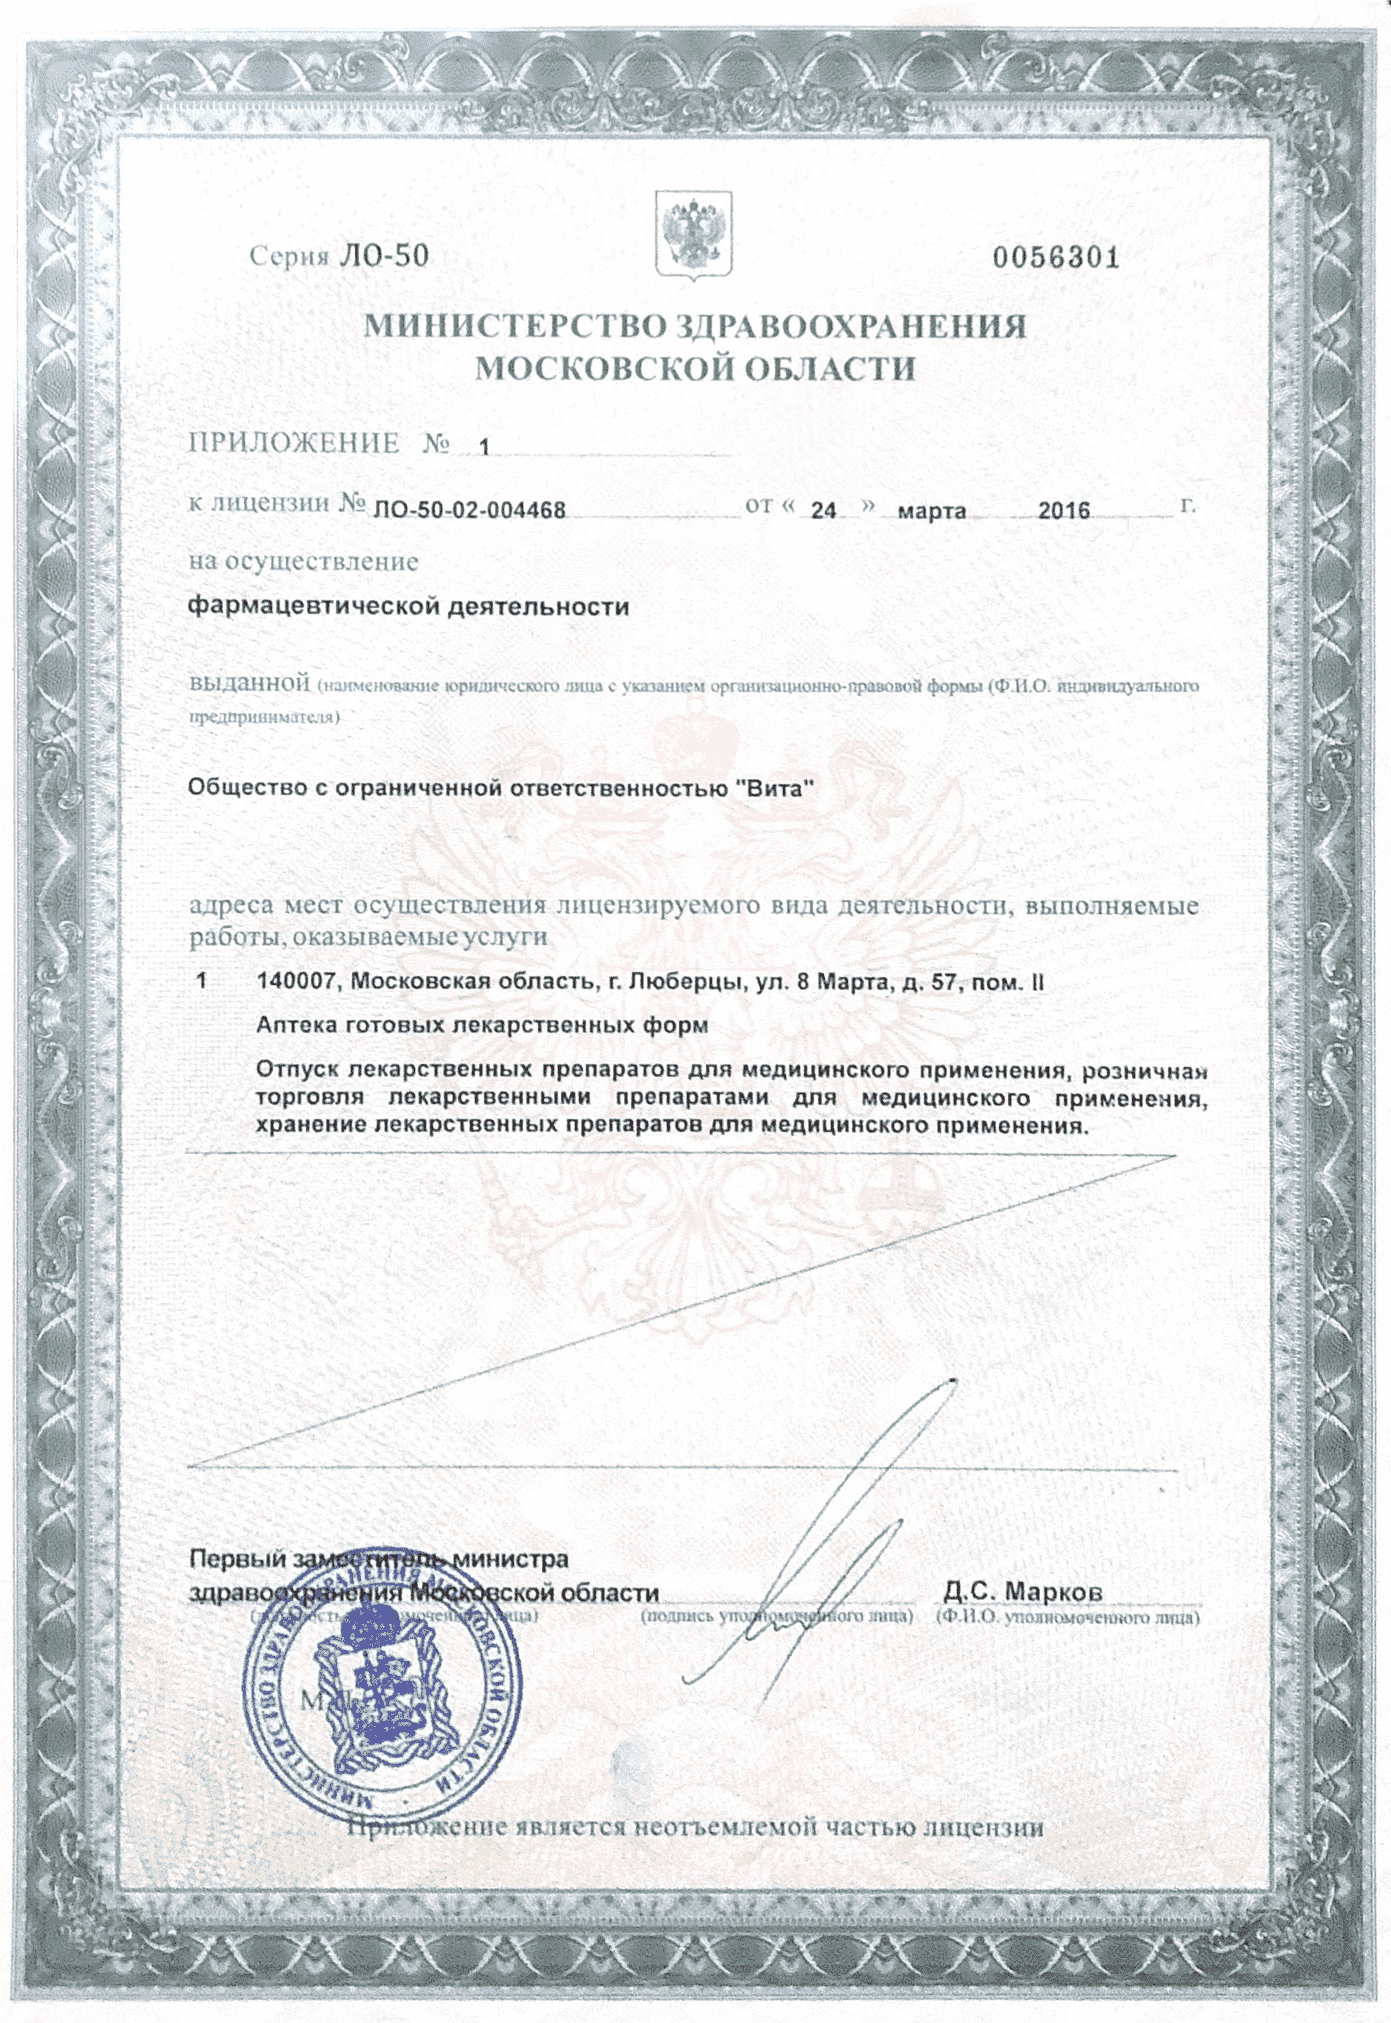 Серия ЛО-50
0056301
МИНИСТЕРСТВО ЗДРАВООХРАНЕНИЯ
МОСКОВСКОЙ ОБЛАСТИ
ПРИЛОЖЕНИЕ № 1
к лицензии № ЛО-50-02-004468 от « 24 » марта 2016 г.
на осуществление
фармацевтической деятельности
выданной (наименование юридического лица с указанием организационно-правовой формы (Ф.И.О. индивидуального
предпринимателя)
Общество с ограниченной ответственностью "Вита"
адреса мест осуществления лицензируемого вида деятельности, выполняемые
работы, оказываемые услуги
1 140007, Московская область, г. Люберцы, ул. 8 Марта, д. 57, пом. II
Аптека готовых лекарственных форм
Отпуск лекарственных препаратов для медицинского применения, розничная
торговля лекарственными препаратами для медицинского применения,
хранение лекарственных препаратов для медицинского применения.
Первый заместитель министра
здравоохранения Московской области
Д.С. Марков
(должность уполномоченного лица) (подпись уполномоченного лица) (Ф.И.О. уполномоченного лица)
М.П.
МИНИСТЕРСТВО ЗДРАВООХРАНЕНИЯ МОСКОВСКОЙ ОБЛАСТИ
Приложение является неотъемлемой частью лицензии